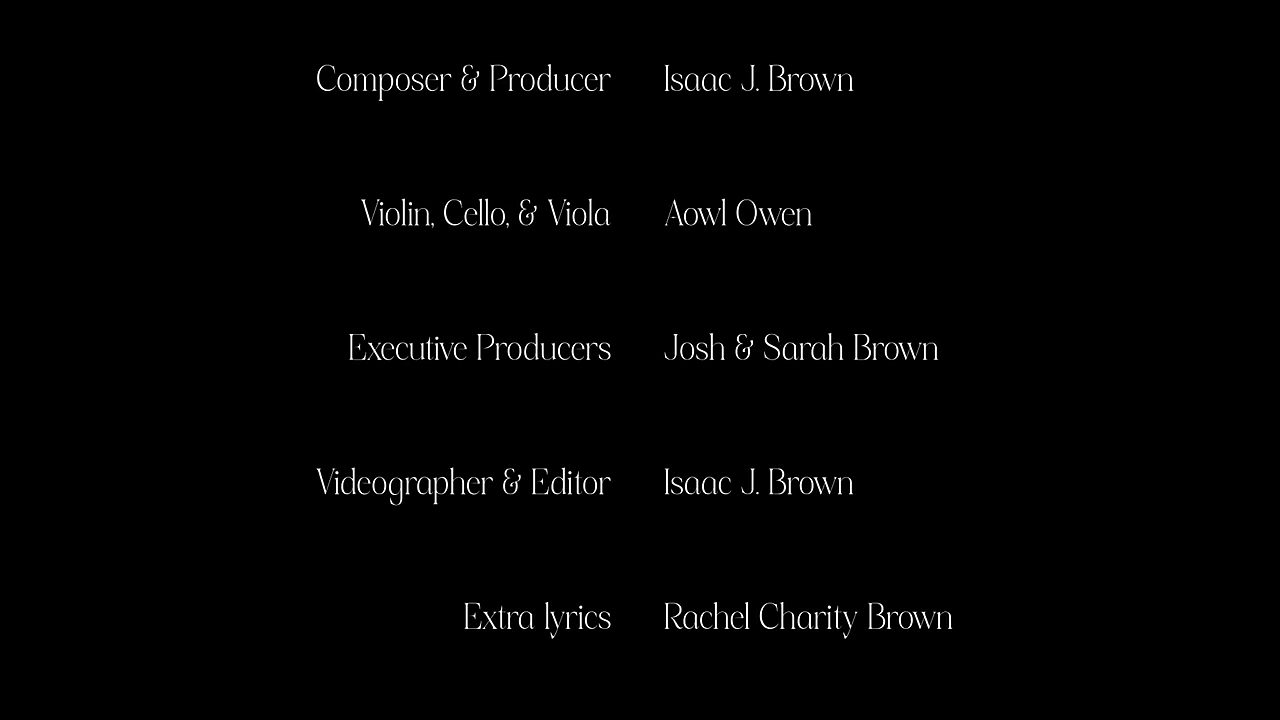 Composer & Producer Isaac J. Brown
Violin, Cello, & Viola Aowl Owen
Executive Producers Josh & Sarah Brown
Videographer & Editor Isaac J. Brown
Extra lyrics Rachel Charity Brown